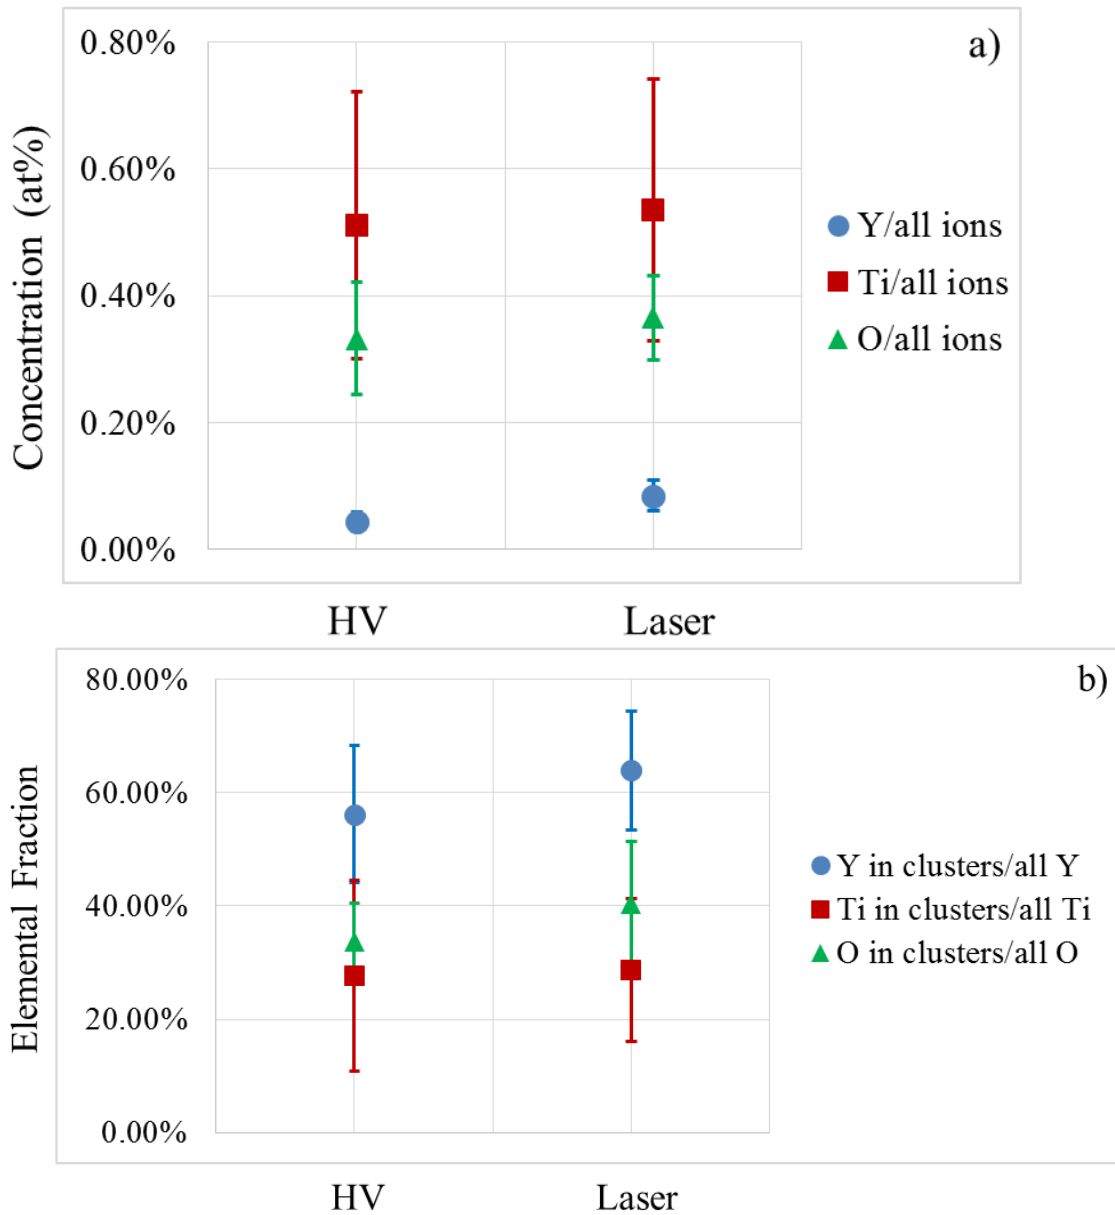 a)
0.80%
0.60%
0.40%
0.20%
0.00%
Concentration (at%)
Y/all ions
Ti/all ions
O/all ions
HV Laser
b)
80.00%
60.00%
40.00%
20.00%
0.00%
Elemental Fraction
Y in clusters/all Y
Ti in clusters/all Ti
O in clusters/all O
HV Laser